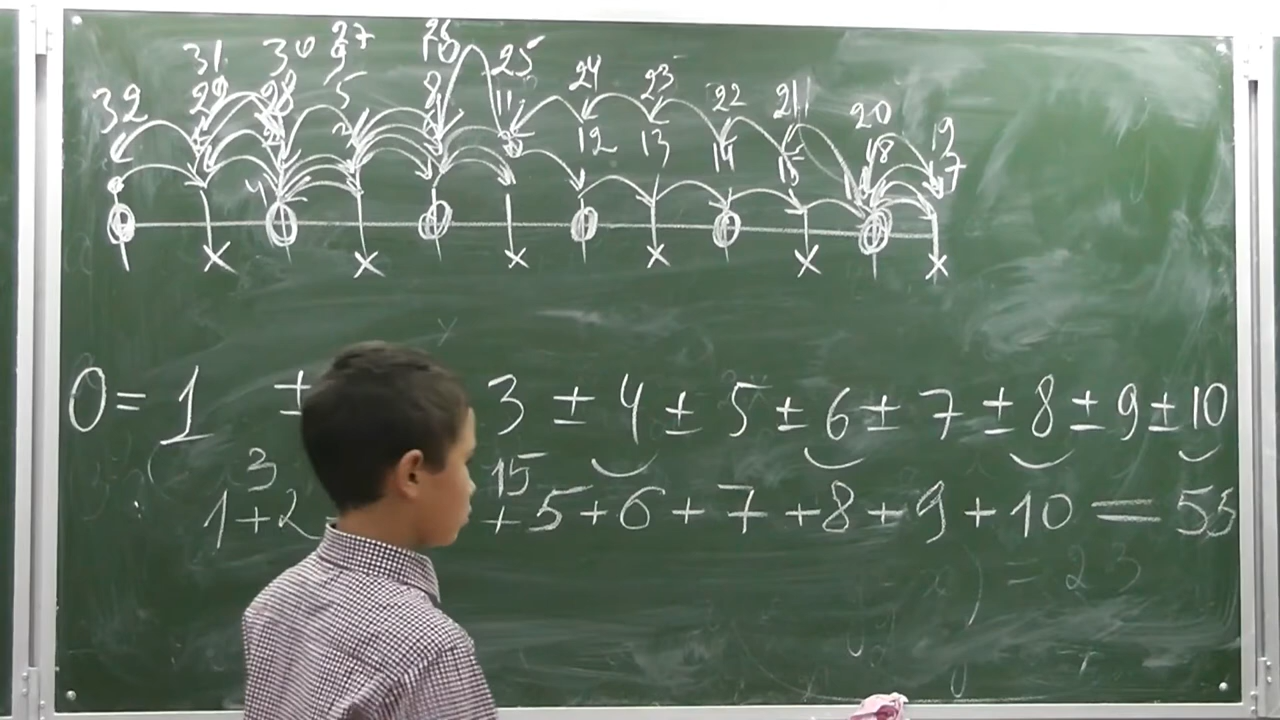 31 30 27 26
32 29 28 9 10 25 24 23 22 21 20 19
5 8 11 12 13 14 15 18 17
4
× × × × × ×
0 = 1 ± 3 ± 4 ± 5 ± 6 ± 7 ± 8 ± 9 ± 10
3 15
1 + 2 + 5 + 6 + 7 + 8 + 9 + 10 = 55
) = 23